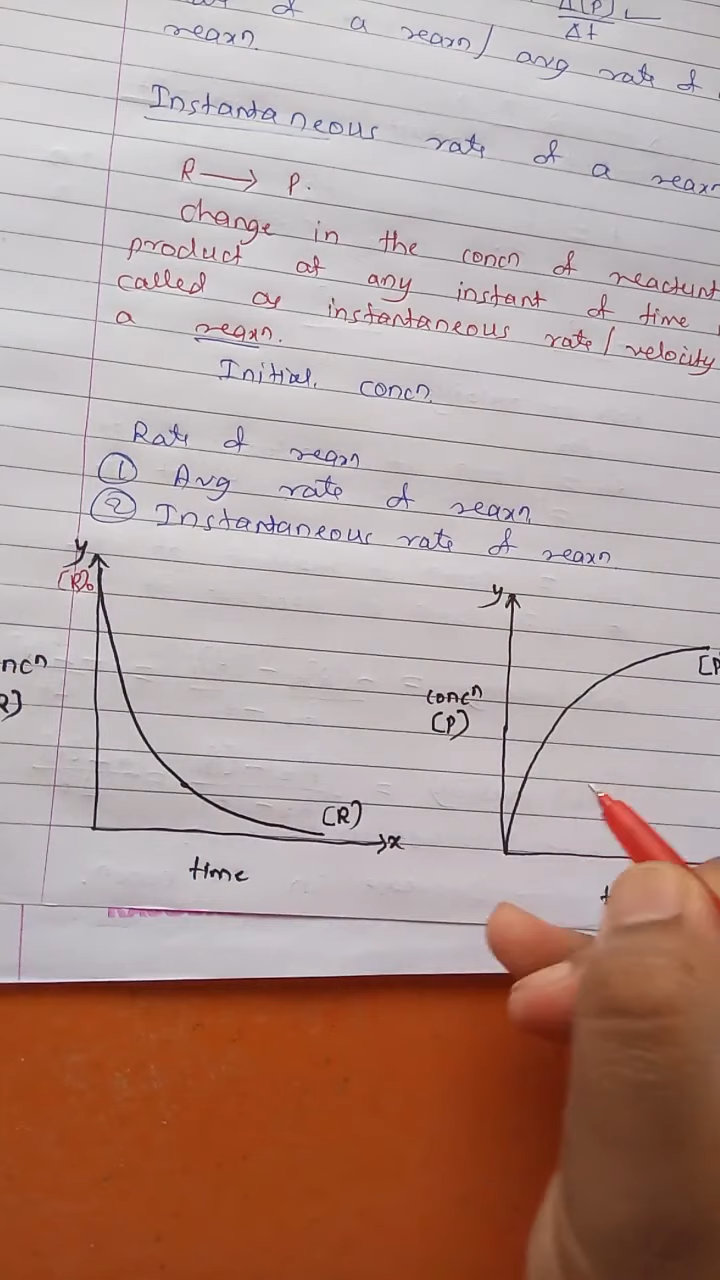 Δ[P]
Δt
of a reaxn/ avg rate of
reaxn.
Instantaneous rate of a reaxn
R → P.
change in the concn of reactunt
product at any instant of time
called as instantaneous rate/velocity
a reaxn.
Initial. concn.
Rate of reaxn
① Avg rate of reaxn.
② Instantaneous rate of reaxn
y
[R]o
y
ncn
R]
concn
[P]
[P
[R]
x
time
t